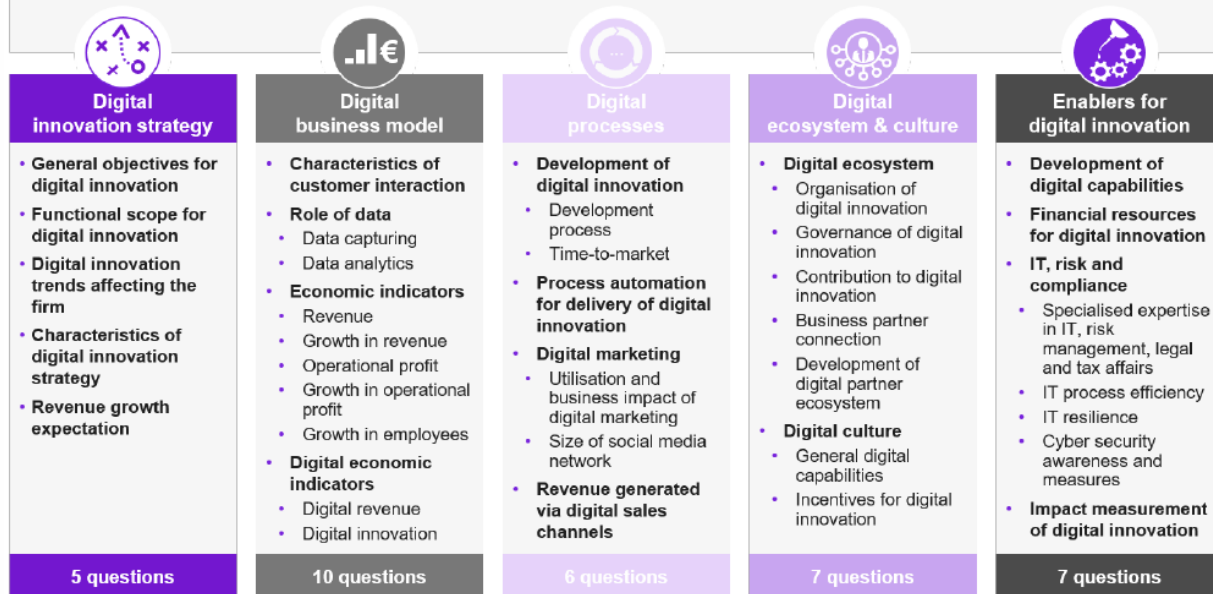 Digital
innovation strategy
• General objectives for
digital innovation
• Functional scope for
digital innovation
• Digital innovation
trends affecting the
firm
• Characteristics of
digital innovation
strategy
• Revenue growth
expectation
5 questions
€
Digital
business model
• Characteristics of
customer interaction
• Role of data
• Data capturing
• Data analytics
• Economic indicators
• Revenue
• Growth in revenue
• Operational profit
• Growth in operational
profit
• Growth in employees
• Digital economic
indicators
• Digital revenue
• Digital innovation
10 questions
...
Digital
processes
• Development of
digital innovation
• Development
process
• Time-to-market
• Process automation
for delivery of digital
innovation
• Digital marketing
• Utilisation and
business impact of
digital marketing
• Size of social media
network
• Revenue generated
via digital sales
channels
6 questions
Digital
ecosystem & culture
• Digital ecosystem
• Organisation of
digital innovation
• Governance of digital
innovation
• Contribution to digital
innovation
• Business partner
connection
• Development of
digital partner
ecosystem
• Digital culture
• General digital
capabilities
• Incentives for digital
innovation
7 questions
Enablers for
digital innovation
• Development of
digital capabilities
• Financial resources
for digital innovation
• IT, risk and
compliance
• Specialised expertise
in IT, risk
management, legal
and tax affairs
• IT process efficiency
• IT resilience
• Cyber security
awareness and
measures
• Impact measurement
of digital innovation
7 questions